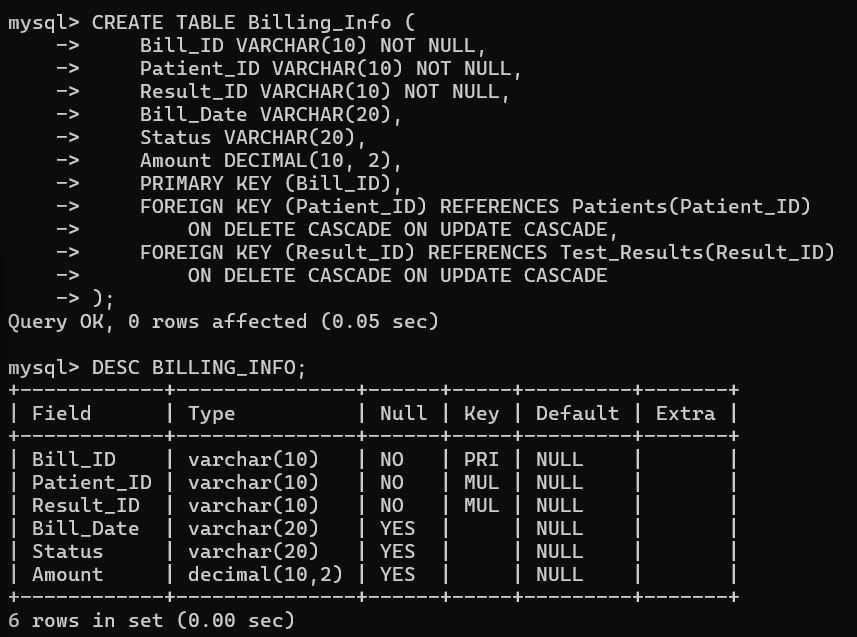 mysql> CREATE TABLE Billing_Info (
    ->     Bill_ID VARCHAR(10) NOT NULL,
    ->     Patient_ID VARCHAR(10) NOT NULL,
    ->     Result_ID VARCHAR(10) NOT NULL,
    ->     Bill_Date VARCHAR(20),
    ->     Status VARCHAR(20),
    ->     Amount DECIMAL(10, 2),
    ->     PRIMARY KEY (Bill_ID),
    ->     FOREIGN KEY (Patient_ID) REFERENCES Patients(Patient_ID)
    ->         ON DELETE CASCADE ON UPDATE CASCADE,
    ->     FOREIGN KEY (Result_ID) REFERENCES Test_Results(Result_ID)
    ->         ON DELETE CASCADE ON UPDATE CASCADE
    -> );
Query OK, 0 rows affected (0.05 sec)

mysql> DESC BILLING_INFO;
+------------+---------------+------+-----+---------+-------+
| Field      | Type          | Null | Key | Default | Extra |
+------------+---------------+------+-----+---------+-------+
| Bill_ID    | varchar(10)   | NO   | PRI | NULL    |       |
| Patient_ID | varchar(10)   | NO   | MUL | NULL    |       |
| Result_ID  | varchar(10)   | NO   | MUL | NULL    |       |
| Bill_Date  | varchar(20)   | YES  |     | NULL    |       |
| Status     | varchar(20)   | YES  |     | NULL    |       |
| Amount     | decimal(10,2) | YES  |     | NULL    |       |
+------------+---------------+------+-----+---------+-------+
6 rows in set (0.00 sec)